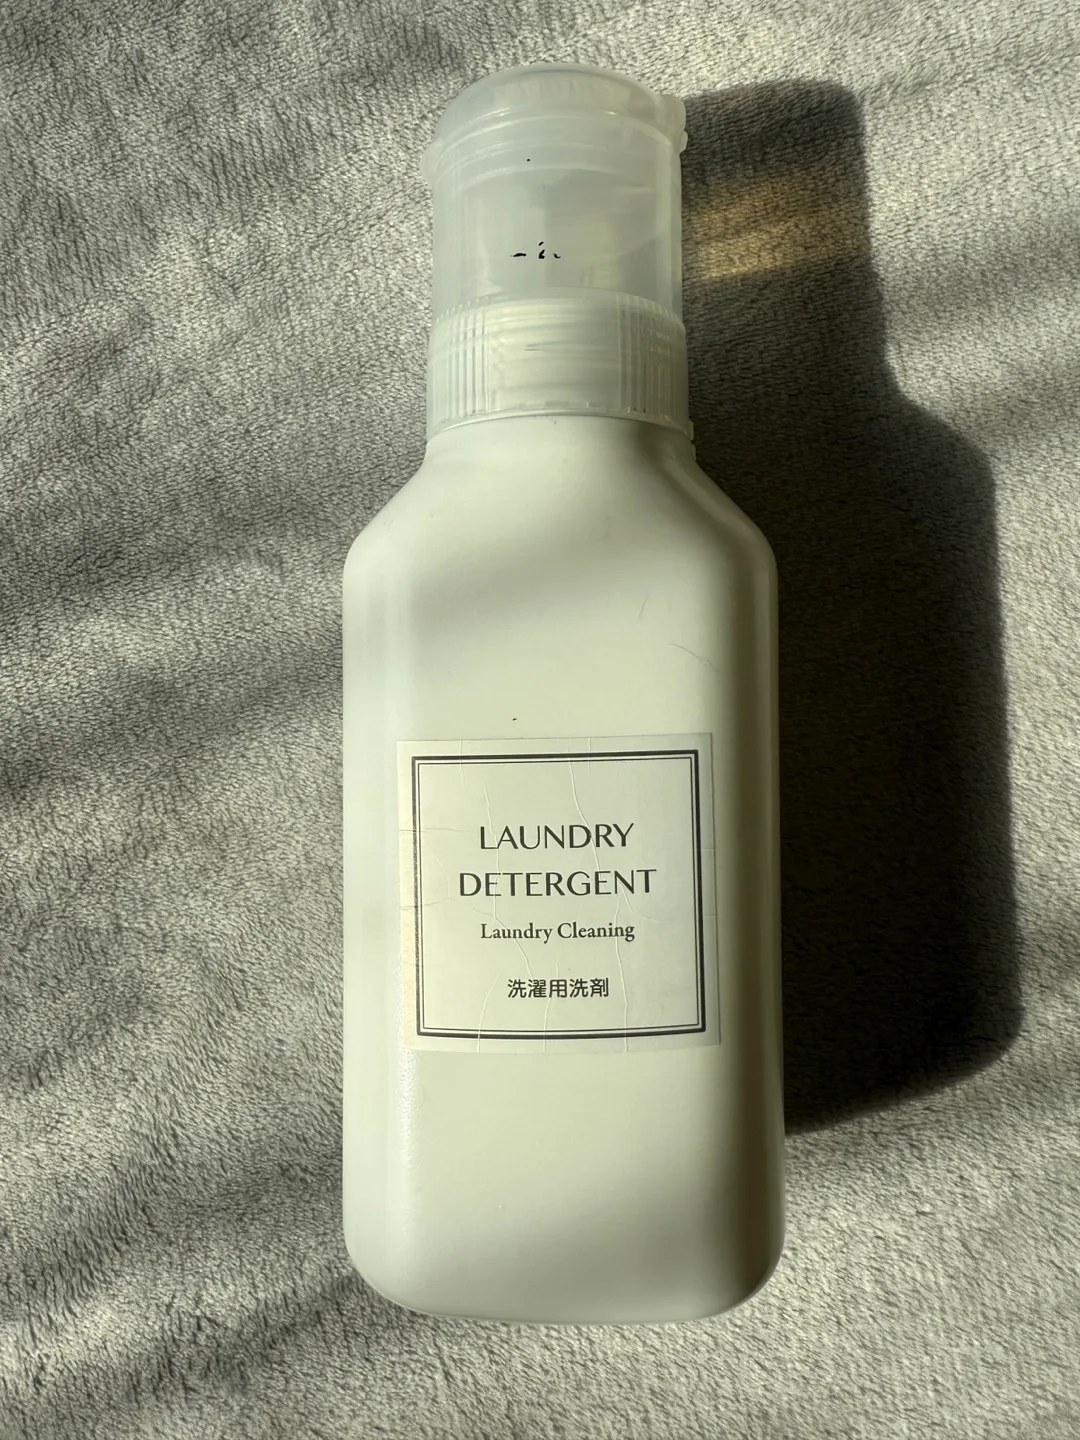 LAUNDRY
DETERGENT
Laundry Cleaning
洗濯用洗剤